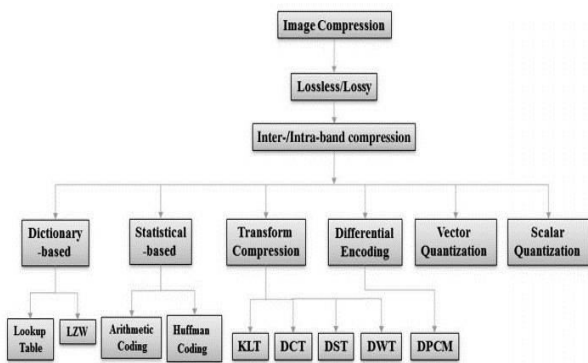 Image Compression
Lossless/Lossy
Inter-/Intra-band compression
Dictionary
-based
Statistical
-based
Transform
Compression
Differential
Encoding
Vector
Quantization
Scalar
Quantization
Lookup
Table
LZW
Arithmetic
Coding
Huffman
Coding
KLT
DCT
DST
DWT
DPCM